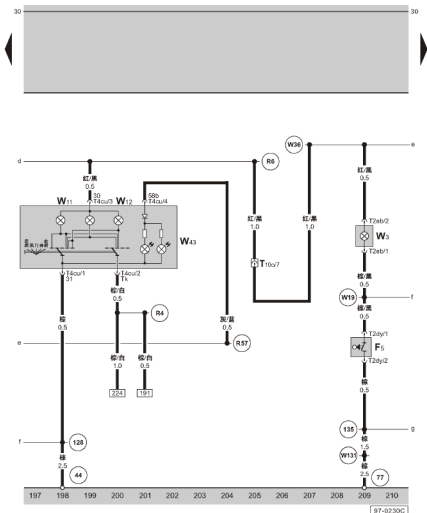 30 30
W36 e
d R6
红/黑
0.5
红/黑
0.5
30
T4cu/3
58b
T4cu/4
W11 W12
W43
红/黑
1.0
红/黑
1.0
T2eb/2
W3
T2eb/1
T10o/7
T4cu/1
31
T4cu/2
Tk
棕/白
0.5
棕/黑
0.5
W19 f
棕/黑
0.5
R4
棕
0.5
灰/蓝
0.5
T2dy/1
F5
T2dy/2
e R57
棕/白
1.0
棕/白
0.5
棕
0.5
224 191
135 g
f 128
棕
1.5
W131
棕
2.5
44
棕
2.5
77
197 198 199 200 201 202 203 204 205 206 207 208 209 210
97-0230C